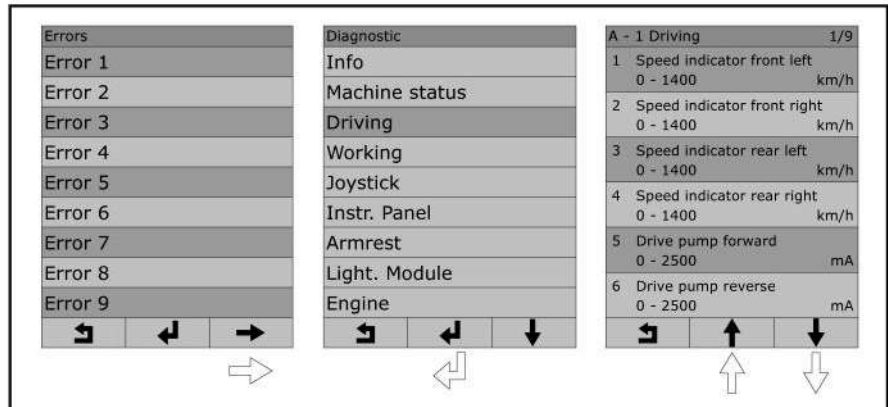 Errors
Error 1
Error 2
Error 3
Error 4
Error 5
Error 6
Error 7
Error 8
Error 9
Diagnostic
Info
Machine status
Driving
Working
Joystick
Instr. Panel
Armrest
Light. Module
Engine
A - 1 Driving 1/9
1 Speed indicator front left
0 - 1400 km/h
2 Speed indicator front right
0 - 1400 km/h
3 Speed indicator rear left
0 - 1400 km/h
4 Speed indicator rear right
0 - 1400 km/h
5 Drive pump forward
0 - 2500 mA
6 Drive pump reverse
0 - 2500 mA